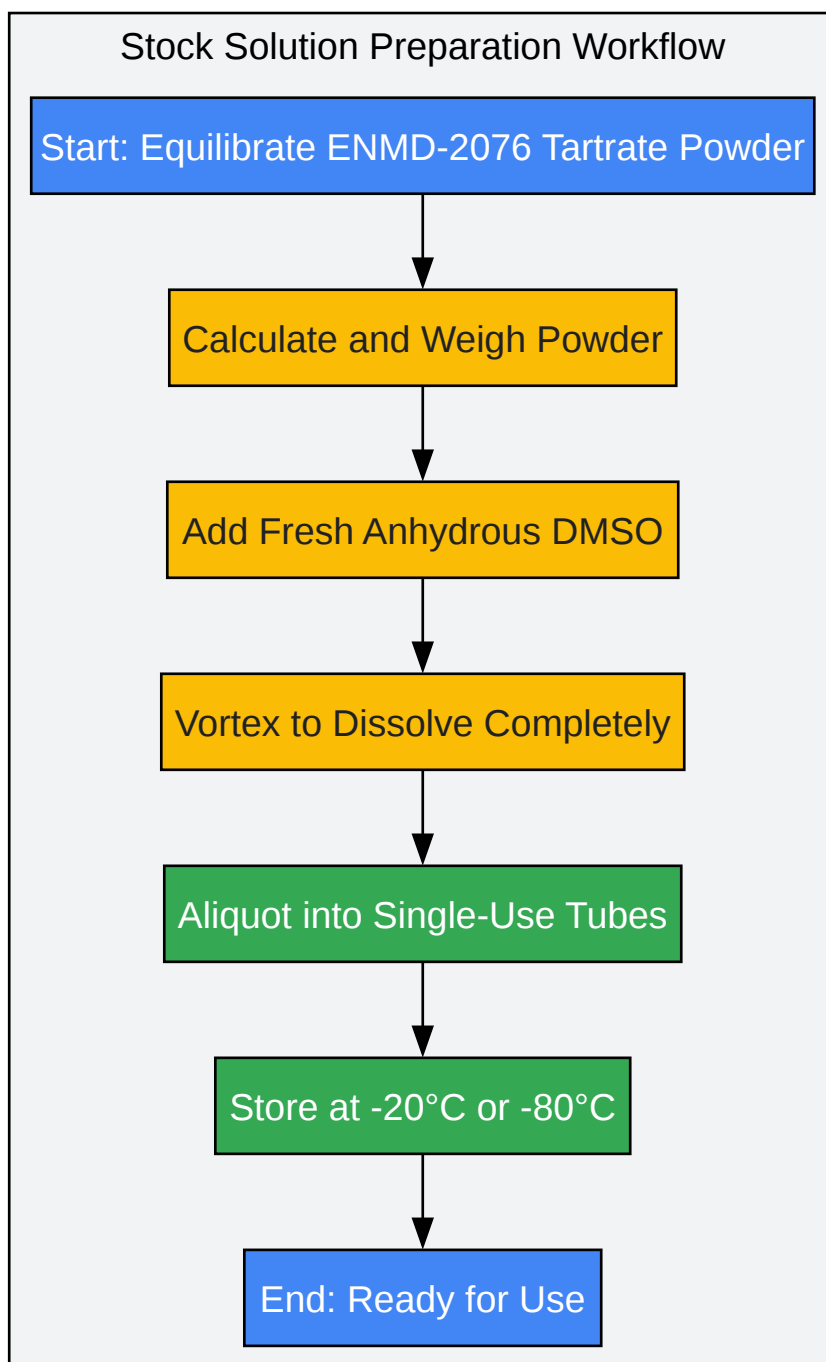 Stock Solution Preparation Workflow
Start: Equilibrate ENMD-2076 Tartrate Powder
Calculate and Weigh Powder
Add Fresh Anhydrous DMSO
Vortex to Dissolve Completely
Aliquot into Single-Use Tubes
Store at -20°C or -80°C
End: Ready for Use